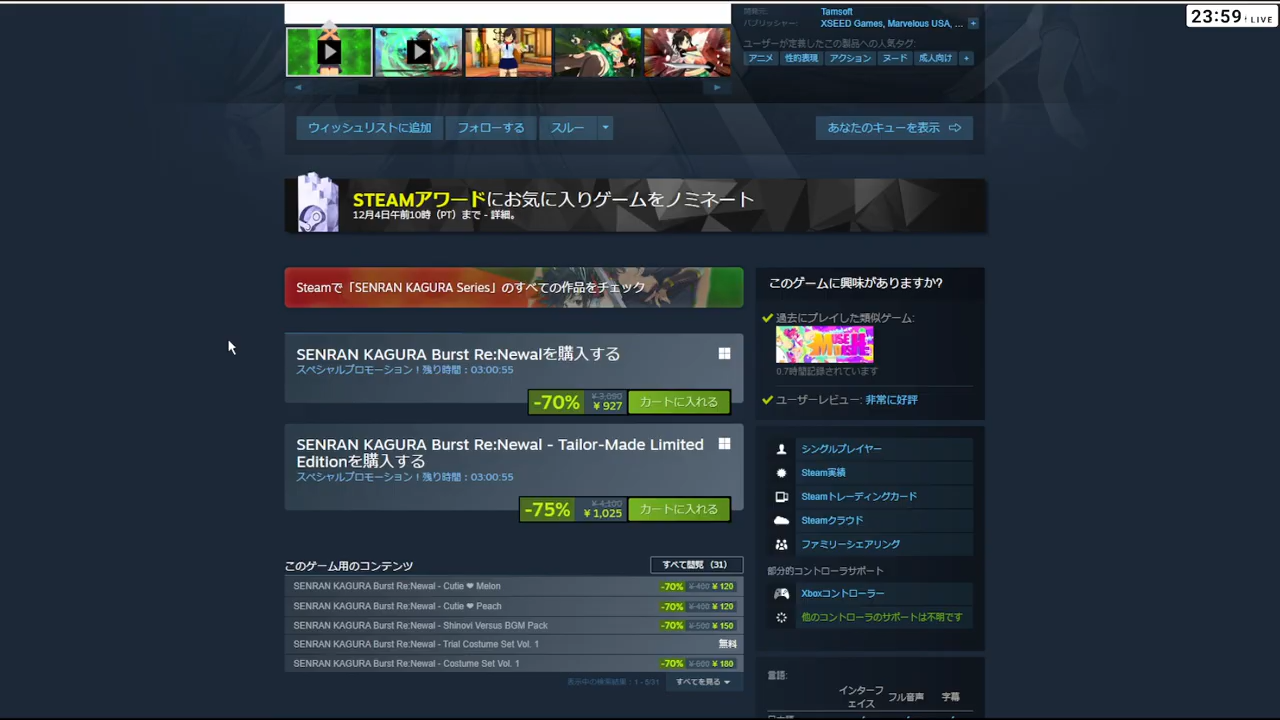 開発元:
Tamsoft
パブリッシャー:
XSEED Games, Marvelous USA, ...
+
ユーザーが定義したこの製品への人気タグ:
アニメ 性的表現 アクション ヌード 成人向け +
23:59 LIVE
ウィッシュリストに追加 フォローする スルー あなたのキューを表示
STEAMアワードにお気に入りゲームをノミネート
12月4日午前10時（PT）まで - 詳細。
Steamで「SENRAN KAGURA Series」のすべての作品をチェック
SENRAN KAGURA Burst Re:Newalを購入する
スペシャルプロモーション！残り時間：03:00:55
-70% ¥ 3,090 ¥ 927 カートに入れる
SENRAN KAGURA Burst Re:Newal - Tailor-Made Limited
Editionを購入する
スペシャルプロモーション！残り時間：03:00:55
-75% ¥ 4,100 ¥ 1,025 カートに入れる
このゲーム用のコンテンツ すべて閲覧 (31)
SENRAN KAGURA Burst Re:Newal - Cutie ❤ Melon -70% ¥ 400 ¥ 120
SENRAN KAGURA Burst Re:Newal - Cutie ❤ Peach -70% ¥ 400 ¥ 120
SENRAN KAGURA Burst Re:Newal - Shinovi Versus BGM Pack -70% ¥ 500 ¥ 150
SENRAN KAGURA Burst Re:Newal - Trial Costume Set Vol. 1 無料
SENRAN KAGURA Burst Re:Newal - Costume Set Vol. 1 -70% ¥ 600 ¥ 180
表示中の検索結果：1 - 5/31 すべてを見る
このゲームに興味がありますか?
過去にプレイした類似ゲーム:
MUSE DASH
0.7時間記録されています
ユーザーレビュー: 非常に好評
シングルプレイヤー
Steam実績
Steamトレーディングカード
Steamクラウド
ファミリーシェアリング
部分的コントローラサポート
Xboxコントローラー
他のコントローラのサポートは不明です
言語:
インターフェイス フル音声 字幕